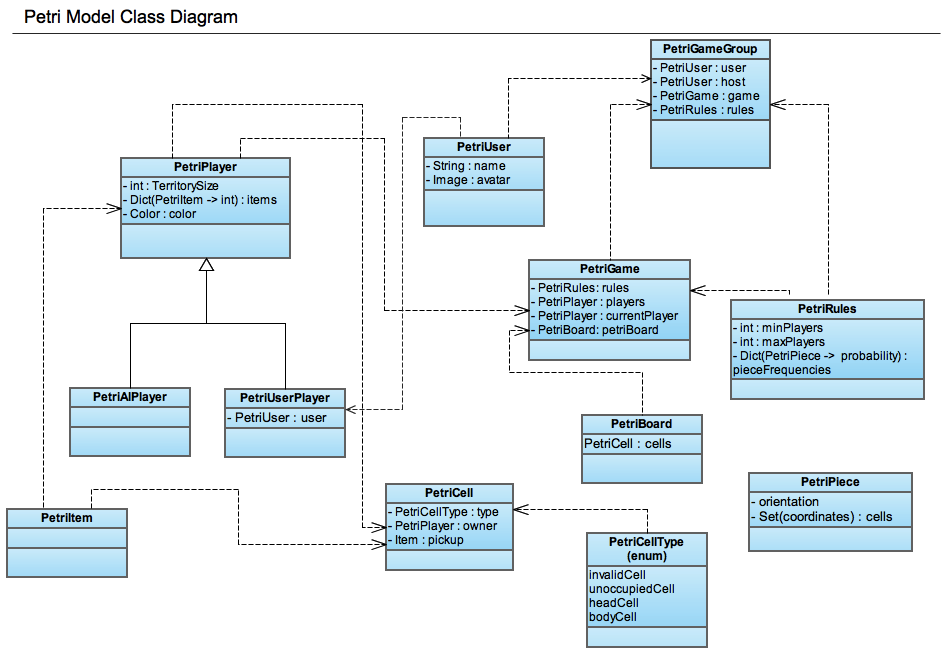 Petri Model Class Diagram
PetriGameGroup
- PetriUser : user
- PetriUser : host
- PetriGame : game
- PetriRules : rules
PetriUser
- String : name
- Image : avatar
PetriPlayer
- int : TerritorySize
- Dict(PetriItem -> int) : items
- Color : color
PetriGame
- PetriRules: rules
- PetriPlayer : players
- PetriPlayer : currentPlayer
- PetriBoard: petriBoard
PetriRules
- int : minPlayers
- int : maxPlayers
- Dict(PetriPiece -> probability) :
pieceFrequencies
PetriAIPlayer
PetriUserPlayer
- PetriUser : user
PetriBoard
PetriCell : cells
PetriPiece
- orientation
- Set(coordinates) : cells
PetriCell
- PetriCellType : type
- PetriPlayer : owner
- Item : pickup
PetriItem
PetriCellType
(enum)
invalidCell
unoccupiedCell
headCell
bodyCell